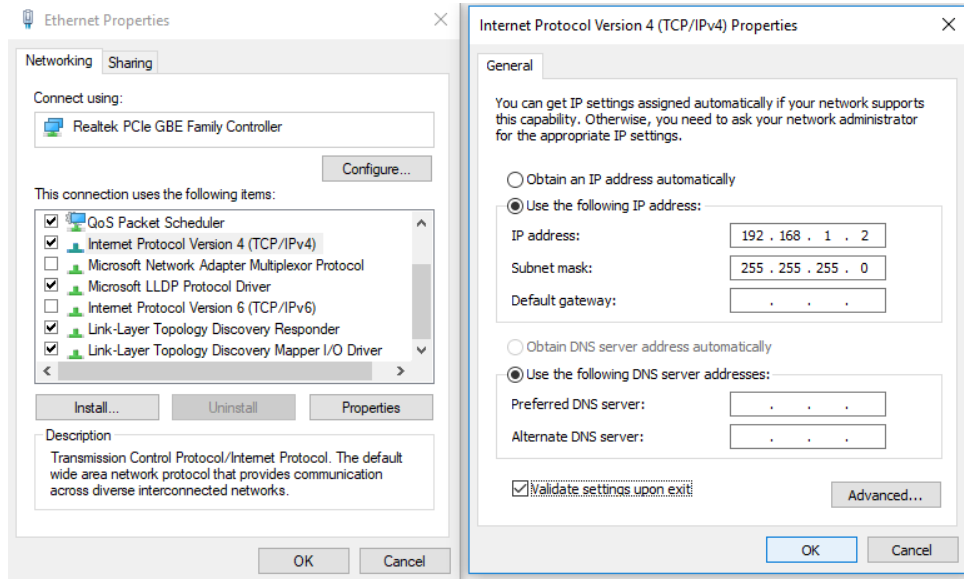 Ethernet Properties
Networking
Sharing
Connect using:
Realtek PCIe GBE Family Controller
Configure...
This connection uses the following items:
QoS Packet Scheduler
Internet Protocol Version 4 (TCP/IPv4)
Microsoft Network Adapter Multiplexor Protocol
Microsoft LLDP Protocol Driver
Internet Protocol Version 6 (TCP/IPv6)
Link-Layer Topology Discovery Responder
Link-Layer Topology Discovery Mapper I/O Driver
Install...
Uninstall
Properties
Description
Transmission Control Protocol/Internet Protocol. The default
wide area network protocol that provides communication
across diverse interconnected networks.
OK
Cancel
Internet Protocol Version 4 (TCP/IPv4) Properties
General
You can get IP settings assigned automatically if your network supports
this capability. Otherwise, you need to ask your network administrator
for the appropriate IP settings.
Obtain an IP address automatically
Use the following IP address:
IP address:
192 . 168 . 1 . 2
Subnet mask:
255 . 255 . 255 . 0
Default gateway:
. . .
Obtain DNS server address automatically
Use the following DNS server addresses:
Preferred DNS server:
. . .
Alternate DNS server:
. . .
Validate settings upon exit
Advanced...
OK
Cancel